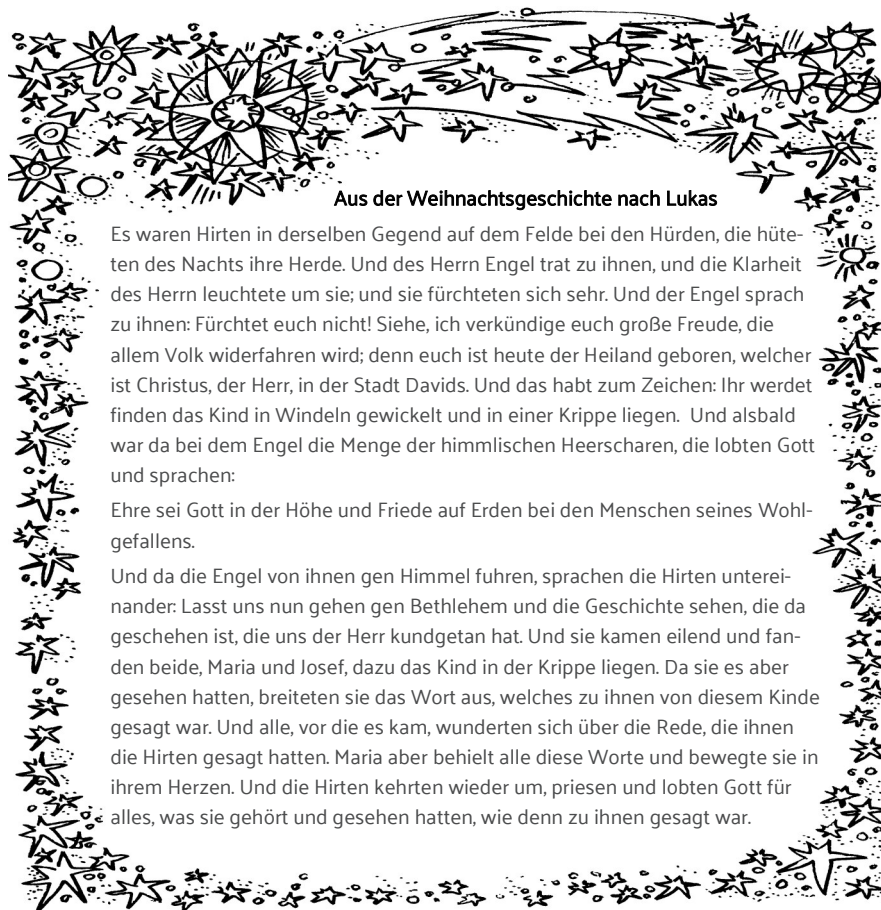 Aus der Weihnachtsgeschichte nach Lukas
Es waren Hirten in derselben Gegend auf dem Felde bei den Hürden, die hüte-
ten des Nachts ihre Herde. Und des Herrn Engel trat zu ihnen, und die Klarheit
des Herrn leuchtete um sie; und sie fürchteten sich sehr. Und der Engel sprach
zu ihnen: Fürchtet euch nicht! Siehe, ich verkündige euch große Freude, die
allem Volk widerfahren wird; denn euch ist heute der Heiland geboren, welcher
ist Christus, der Herr, in der Stadt Davids. Und das habt zum Zeichen: Ihr werdet
finden das Kind in Windeln gewickelt und in einer Krippe liegen.  Und alsbald
war da bei dem Engel die Menge der himmlischen Heerscharen, die lobten Gott
und sprachen:
Ehre sei Gott in der Höhe und Friede auf Erden bei den Menschen seines Wohl-
gefallens.
Und da die Engel von ihnen gen Himmel fuhren, sprachen die Hirten unterei-
nander: Lasst uns nun gehen gen Bethlehem und die Geschichte sehen, die da
geschehen ist, die uns der Herr kundgetan hat. Und sie kamen eilend und fan-
den beide, Maria und Josef, dazu das Kind in der Krippe liegen. Da sie es aber
gesehen hatten, breiteten sie das Wort aus, welches zu ihnen von diesem Kinde
gesagt war. Und alle, vor die es kam, wunderten sich über die Rede, die ihnen
die Hirten gesagt hatten. Maria aber behielt alle diese Worte und bewegte sie in
ihrem Herzen. Und die Hirten kehrten wieder um, priesen und lobten Gott für
alles, was sie gehört und gesehen hatten, wie denn zu ihnen gesagt war.